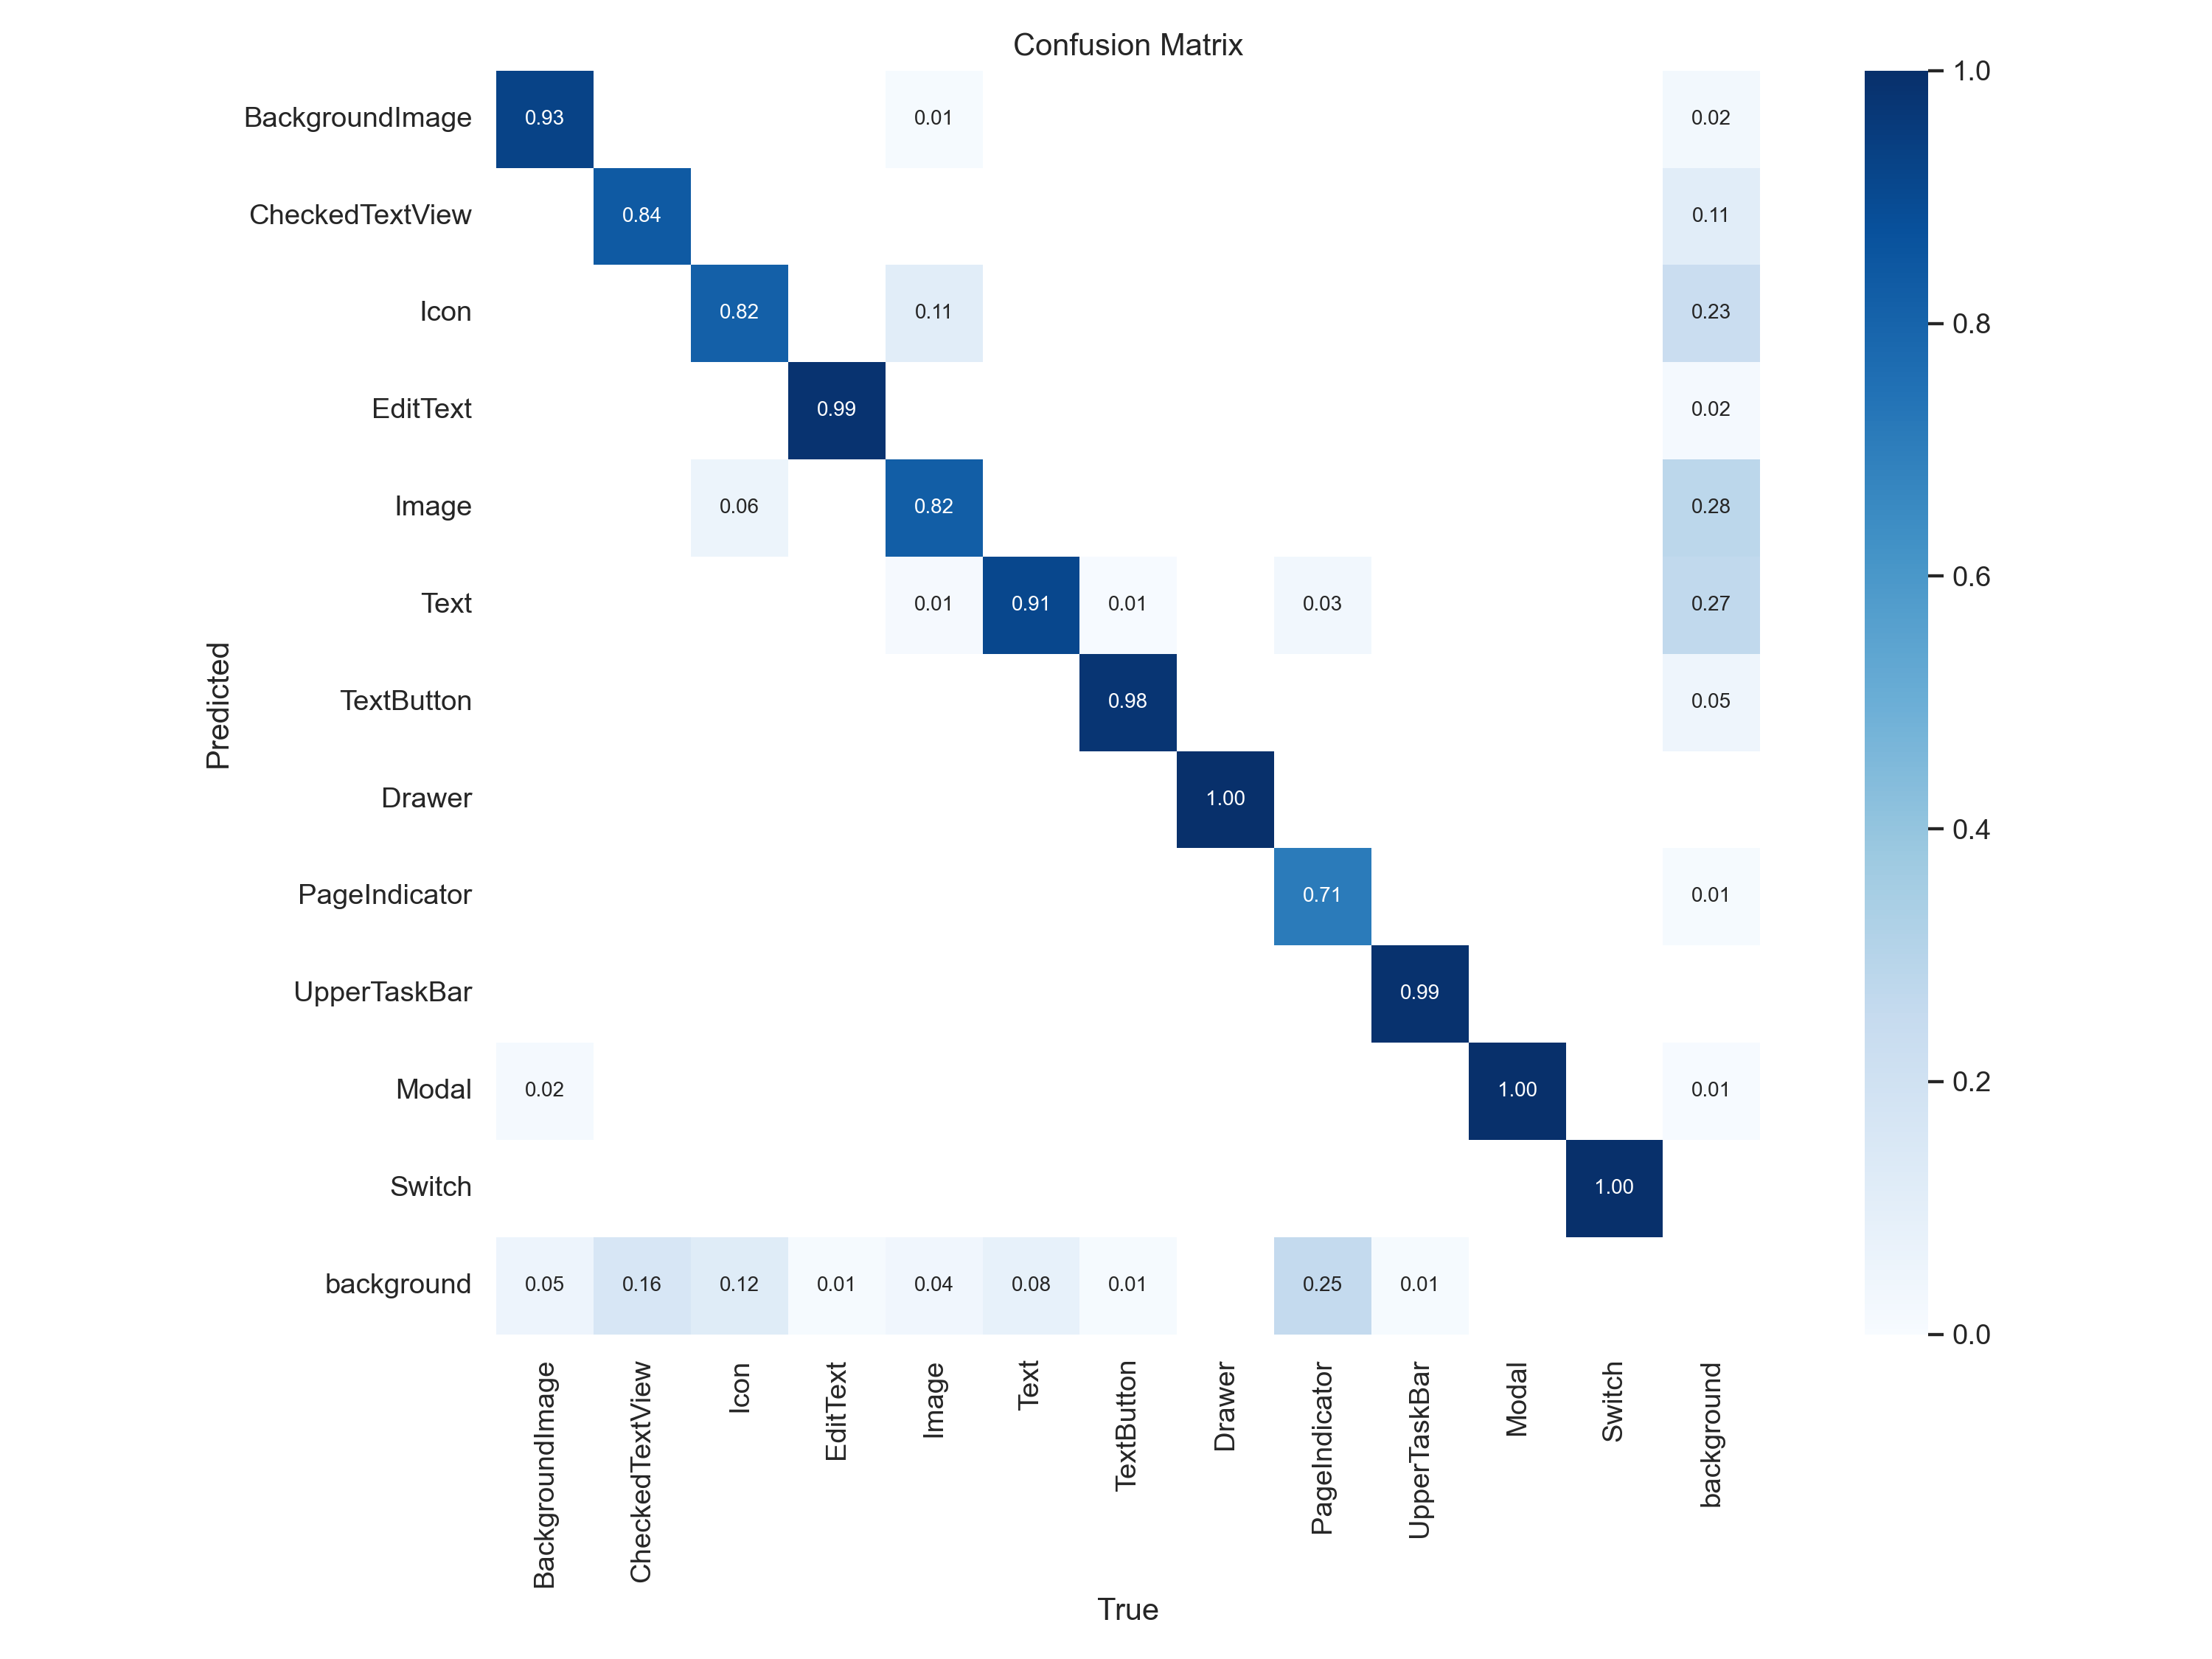 Confusion Matrix
BackgroundImage 0.93 0.01 0.02
CheckedTextView 0.84 0.11
Icon 0.82 0.11 0.23
EditText 0.99 0.02
Image 0.06 0.82 0.28
Text 0.01 0.91 0.01 0.03 0.27
TextButton 0.98 0.05
Drawer 1.00
PageIndicator 0.71 0.01
UpperTaskBar 0.99
Modal 0.02 1.00 0.01
Switch 1.00
background 0.05 0.16 0.12 0.01 0.04 0.08 0.01 0.25 0.01
Predicted
BackgroundImage
CheckedTextView
Icon
EditText
Image
Text
TextButton
Drawer
PageIndicator
UpperTaskBar
Modal
Switch
background
True
1.0
0.8
0.6
0.4
0.2
0.0